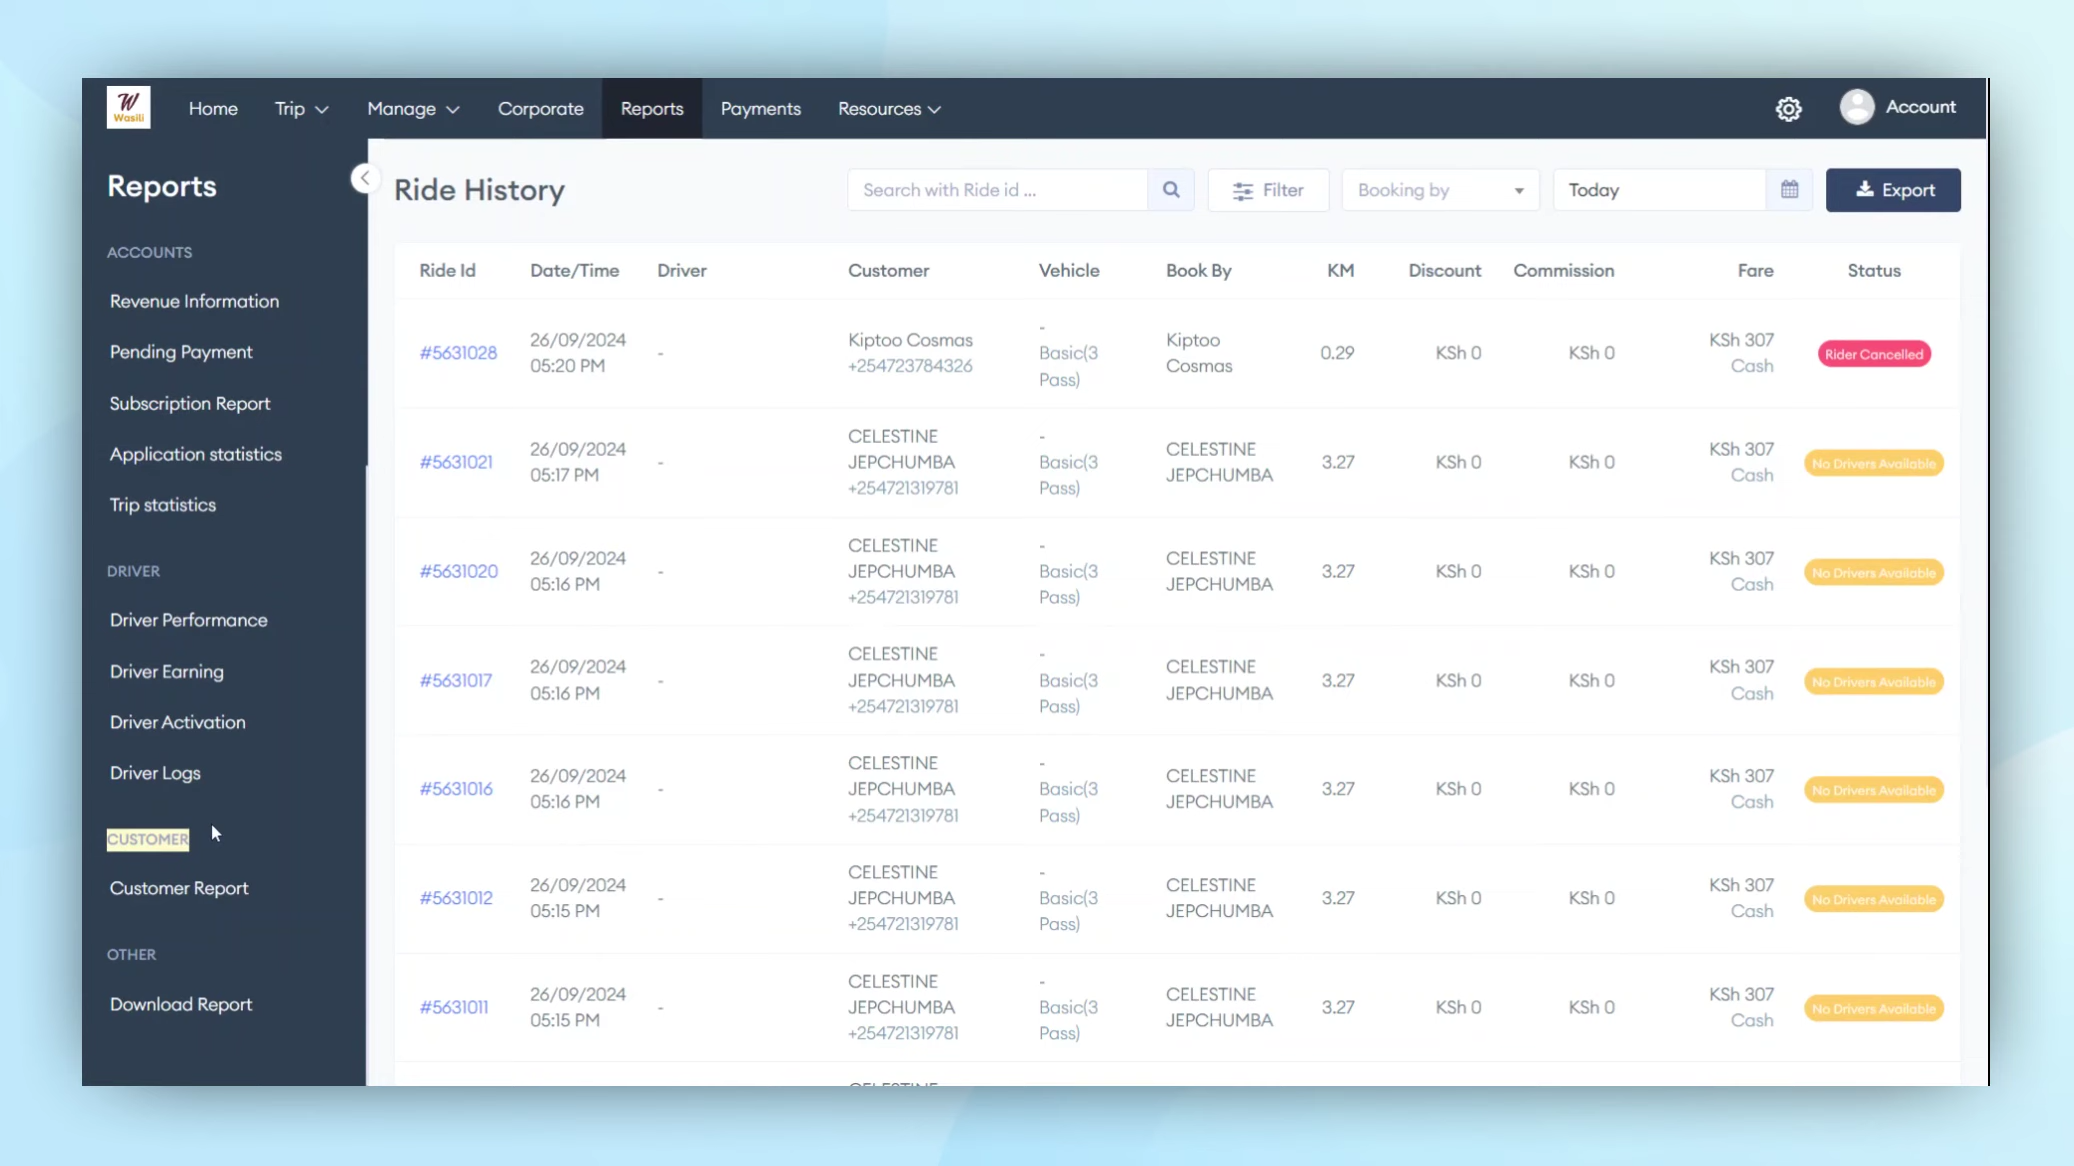 W
Wasili
Home
Trip
Manage
Corporate
Reports
Payments
Resources
Account
Reports
ACCOUNTS
Revenue Information
Pending Payment
Subscription Report
Application statistics
Trip statistics
DRIVER
Driver Performance
Driver Earning
Driver Activation
Driver Logs
CUSTOMER
Customer Report
OTHER
Download Report
Ride History
Search with Ride id ...
Filter
Booking by
Today
Export
Ride Id Date/Time Driver Customer Vehicle Book By KM Discount Commission Fare Status
#5631028
26/09/2024
05:20 PM
-
Kiptoo Cosmas
+254723784326
-
Basic(3
Pass)
Kiptoo
Cosmas
0.29
KSh 0
KSh 0
KSh 307
Cash
Rider Cancelled
#5631021
26/09/2024
05:17 PM
-
CELESTINE
JEPCHUMBA
+254721319781
-
Basic(3
Pass)
CELESTINE
JEPCHUMBA
3.27
KSh 0
KSh 0
KSh 307
Cash
No Drivers Available
#5631020
26/09/2024
05:16 PM
-
CELESTINE
JEPCHUMBA
+254721319781
-
Basic(3
Pass)
CELESTINE
JEPCHUMBA
3.27
KSh 0
KSh 0
KSh 307
Cash
No Drivers Available
#5631017
26/09/2024
05:16 PM
-
CELESTINE
JEPCHUMBA
+254721319781
-
Basic(3
Pass)
CELESTINE
JEPCHUMBA
3.27
KSh 0
KSh 0
KSh 307
Cash
No Drivers Available
#5631016
26/09/2024
05:16 PM
-
CELESTINE
JEPCHUMBA
+254721319781
-
Basic(3
Pass)
CELESTINE
JEPCHUMBA
3.27
KSh 0
KSh 0
KSh 307
Cash
No Drivers Available
#5631012
26/09/2024
05:15 PM
-
CELESTINE
JEPCHUMBA
+254721319781
-
Basic(3
Pass)
CELESTINE
JEPCHUMBA
3.27
KSh 0
KSh 0
KSh 307
Cash
No Drivers Available
#5631011
26/09/2024
05:15 PM
-
CELESTINE
JEPCHUMBA
+254721319781
-
Basic(3
Pass)
CELESTINE
JEPCHUMBA
3.27
KSh 0
KSh 0
KSh 307
Cash
No Drivers Available